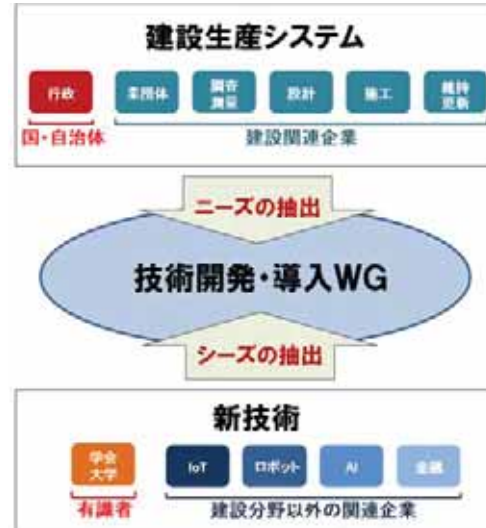 建設生産システム
行政
業団体
調査
測量
設計
施工
維持
更新
国・自治体
建設関連企業
ニーズの抽出
技術開発・導入WG
シーズの抽出
新技術
学会
大学
IoT
ロボット
AI
金融
有識者
建設分野以外の関連企業